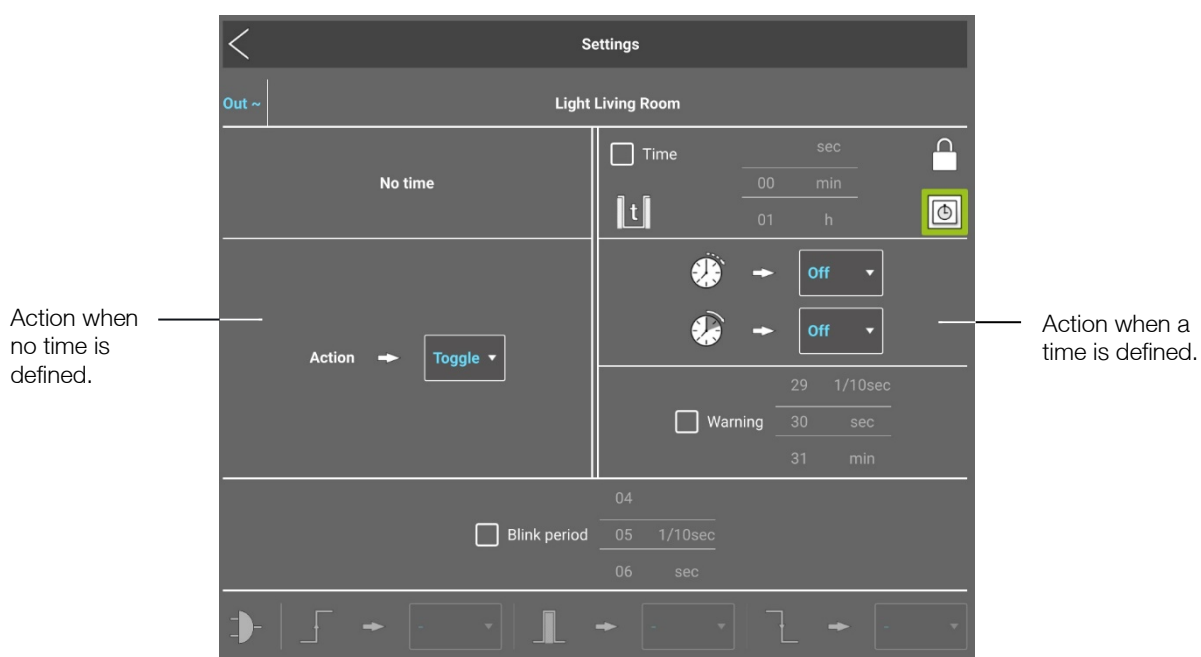 Settings
Out ~
Light Living Room
No time
Time
sec
00 min
01 h
t
Off
Off
Action when
no time is
defined.
Action
Toggle
Action when a
time is defined.
29 1/10sec
Warning 30 sec
31 min
04
Blink period 05 1/10sec
06 sec
- - -